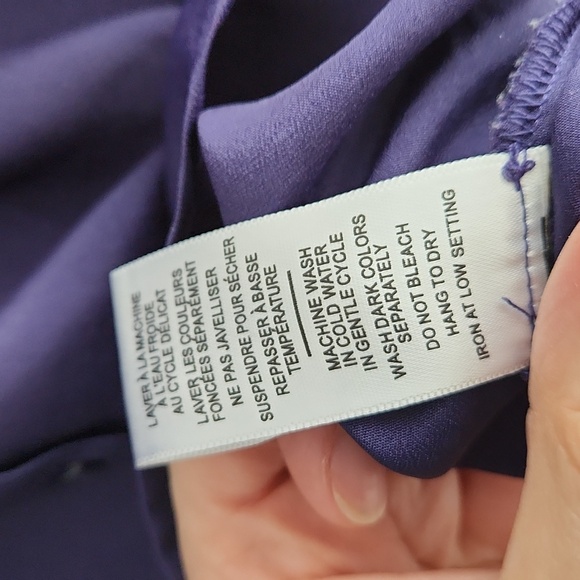 LAVER À LA MACHINE
À L'EAU FROIDE
AU CYCLE DÉLICAT
LAVER LES COULEURS
FONCÉES SÉPARÉMENT
NE PAS JAVELLISER
SUSPENDRE POUR SÉCHER
REPASSER À BASSE
TEMPÉRATURE
MACHINE WASH
IN COLD WATER
IN GENTLE CYCLE
WASH DARK COLORS
SEPARATELY
DO NOT BLEACH
HANG TO DRY
IRON AT LOW SETTING